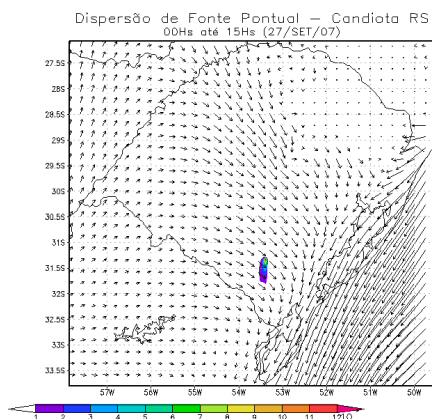 Dispersão de Fonte Pontual – Candiota RS
00Hs até 15Hs (27/SET/07)
27.5S
28S
28.5S
29S
29.5S
30S
30.5S
31S
31.5S
32S
32.5S
33S
33.5S
57W 56W 55W 54W 53W 52W 51W 50W
1 2 3 4 5 6 7 8 9 10 11 1210